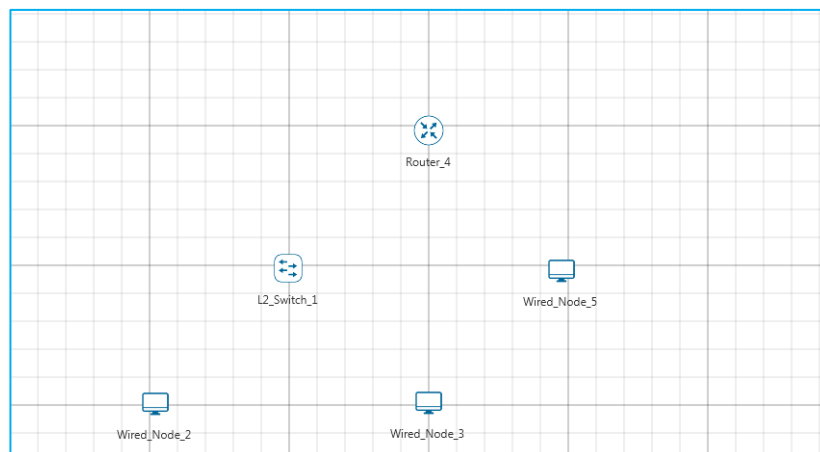 Router_4
L2_Switch_1
Wired_Node_5
Wired_Node_2
Wired_Node_3